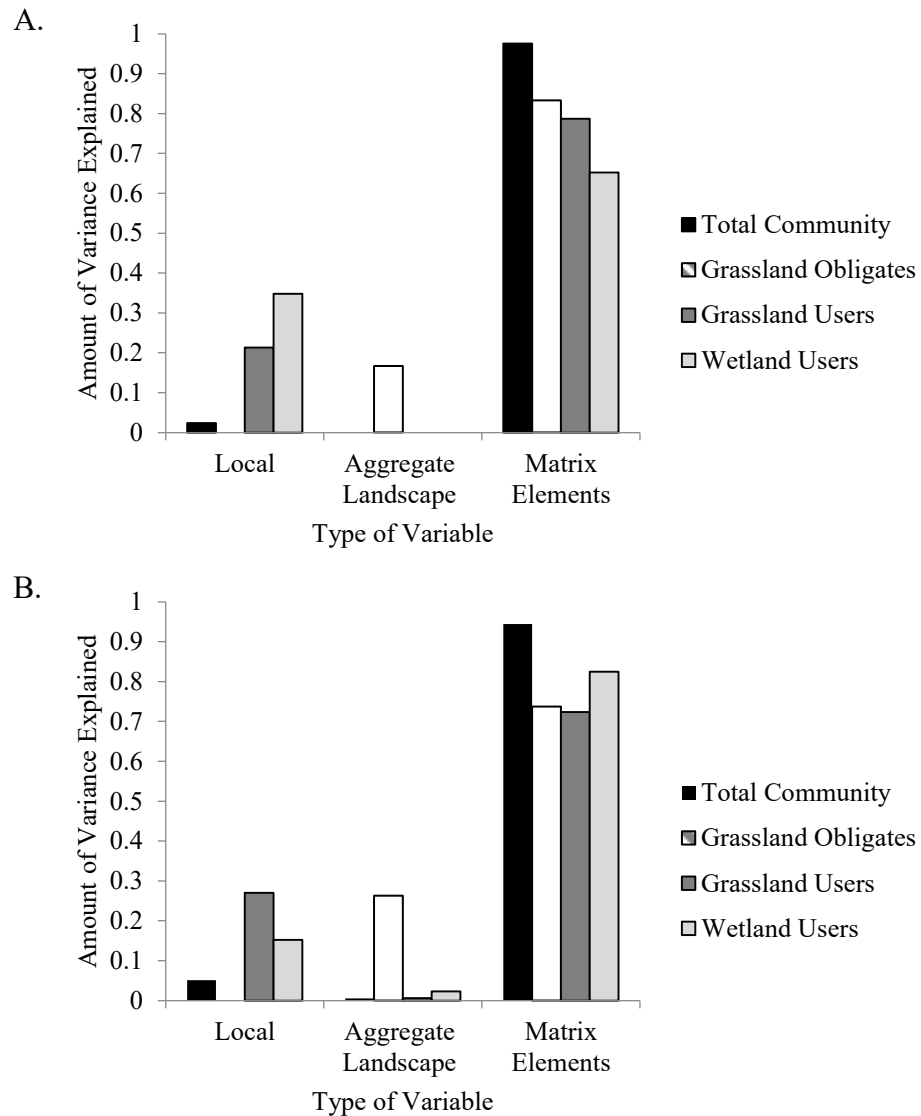 A.
Amount of Variance Explained
1
0.9
0.8
0.7
0.6
0.5
0.4
0.3
0.2
0.1
0
Local
Aggregate
Landscape
Matrix
Elements
Type of Variable
Total Community
Grassland Obligates
Grassland Users
Wetland Users
B.
Amount of Variance Explained
1
0.9
0.8
0.7
0.6
0.5
0.4
0.3
0.2
0.1
0
Local
Aggregate
Landscape
Matrix
Elements
Type of Variable
Total Community
Grassland Obligates
Grassland Users
Wetland Users